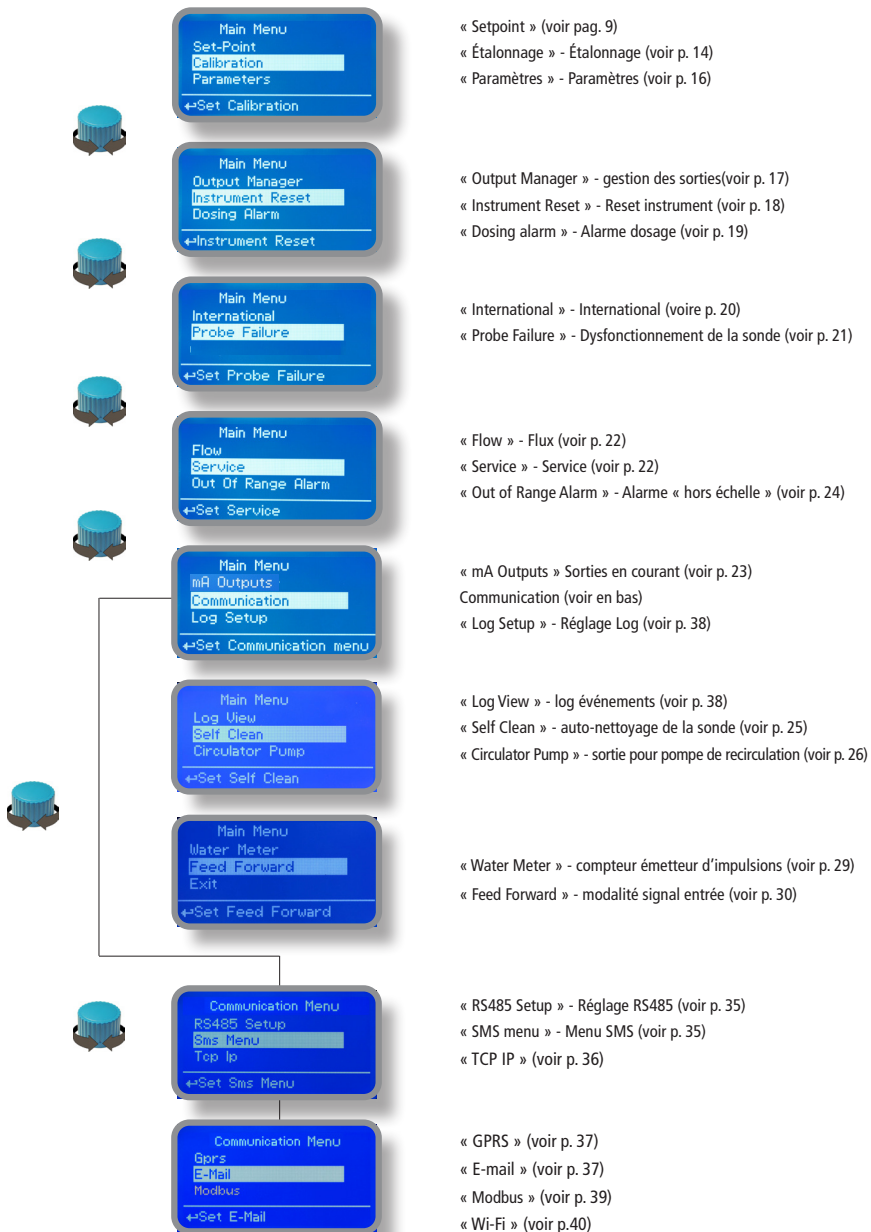 Main Menu
Set-Point
Calibration
Parameters
↵Set Calibration
« Setpoint » (voir pag. 9)
« Étalonnage » - Étalonnage (voir p. 14)
« Paramètres » - Paramètres (voir p. 16)
Main Menu
Output Manager
Instrument Reset
Dosing Alarm
↵Instrument Reset
« Output Manager » - gestion des sorties(voir p. 17)
« Instrument Reset » - Reset instrument (voir p. 18)
« Dosing alarm » - Alarme dosage (voir p. 19)
Main Menu
International
Probe Failure
↵Set Probe Failure
« International » - International (voire p. 20)
« Probe Failure » - Dysfonctionnement de la sonde (voir p. 21)
Main Menu
Flow
Service
Out Of Range Alarm
↵Set Service
« Flow » - Flux (voir p. 22)
« Service » - Service (voir p. 22)
« Out of Range Alarm » - Alarme « hors échelle » (voir p. 24)
Main Menu
mA Outputs
Communication
Log Setup
↵Set Communication menu
« mA Outputs » Sorties en courant (voir p. 23)
Communication (voir en bas)
« Log Setup » - Réglage Log (voir p. 38)
Main Menu
Log View
Self Clean
Circulator Pump
↵Set Self Clean
« Log View » - log événements (voir p. 38)
« Self Clean » - auto-nettoyage de la sonde (voir p. 25)
« Circulator Pump » - sortie pour pompe de recirculation (voir p. 26)
Main Menu
Water Meter
Feed Forward
Exit
↵Set Feed Forward
« Water Meter » - compteur émetteur d'impulsions (voir p. 29)
« Feed Forward » - modalité signal entrée (voir p. 30)
Communication Menu
RS485 Setup
Sms Menu
Tcp Ip
↵Set Sms Menu
« RS485 Setup » - Réglage RS485 (voir p. 35)
« SMS menu » - Menu SMS (voir p. 35)
« TCP IP » (voir p. 36)
Communication Menu
Gprs
E-Mail
Modbus
↵Set E-Mail
« GPRS » (voir p. 37)
« E-mail » (voir p. 37)
« Modbus » (voir p. 39)
« Wi-Fi » (voir p.40)